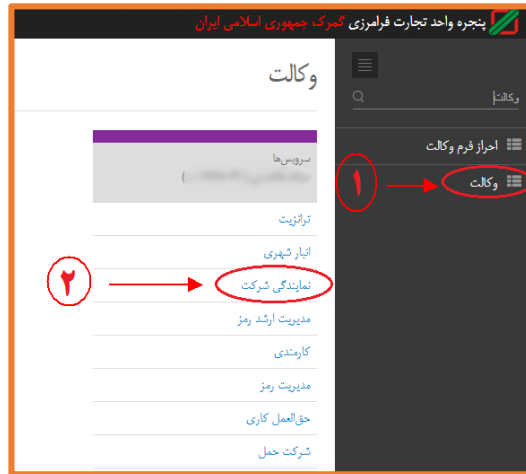 پنجره واحد تجارت فرامرزی گمرک جمهوری اسلامی ایران
وکالت
احراز فرم وکالت
وکالت
۱
وکالت
سرویس‌ها
ترانزیت
انبار شهری
نمایندگی شرکت
۲
مدیریت ارشد رمز
کارمندی
مدیریت رمز
حق‌العمل کاری
شرکت حمل